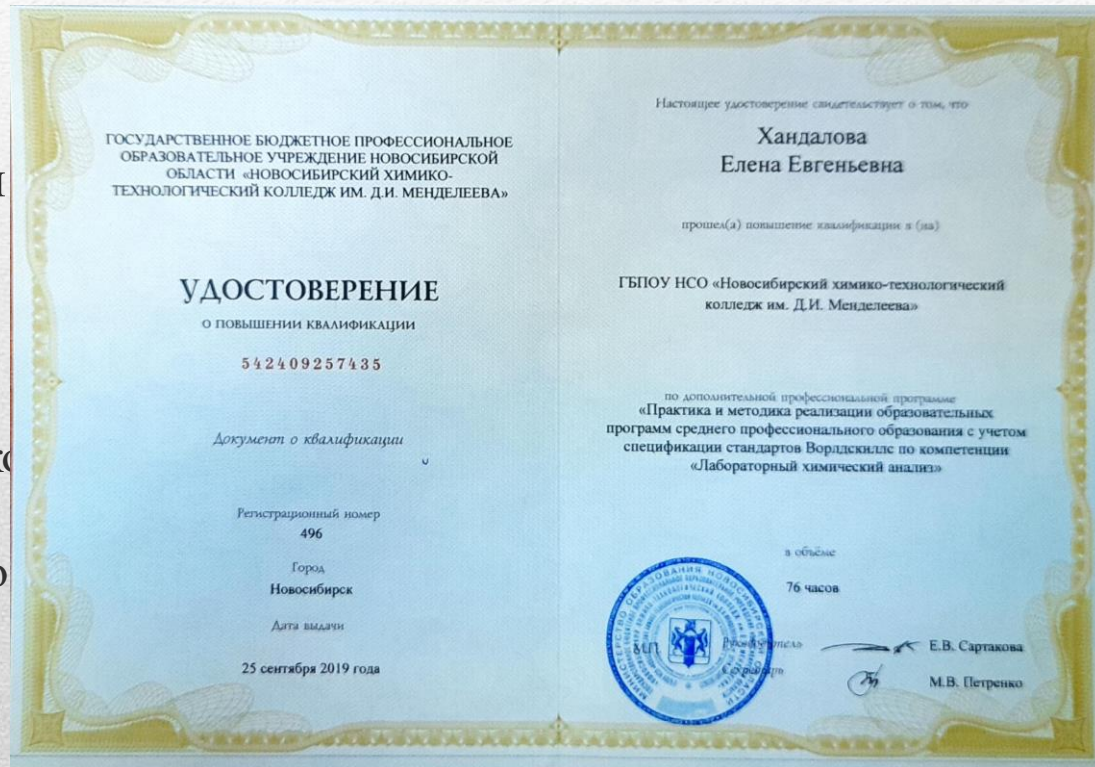 ГОСУДАРСТВЕННОЕ БЮДЖЕТНОЕ ПРОФЕССИОНАЛЬНОЕ
ОБРАЗОВАТЕЛЬНОЕ УЧРЕЖДЕНИЕ НОВОСИБИРСКОЙ
ОБЛАСТИ «НОВОСИБИРСКИЙ ХИМИКО-
ТЕХНОЛОГИЧЕСКИЙ КОЛЛЕДЖ ИМ. Д.И. МЕНДЕЛЕЕВА»
УДОСТОВЕРЕНИЕ
О ПОВЫШЕНИИ КВАЛИФИКАЦИИ
542409257435
Документ о квалификации
Регистрационный номер
496
Город
Новосибирск
Дата выдачи
25 сентября 2019 года
Настоящее удостоверение свидетельствует о том, что
Хандалова
Елена Евгеньевна
прошел(а) повышение квалификации в (на)
ГБПОУ НСО «Новосибирский химико-технологический
колледж им. Д.И. Менделеева»
по дополнительной профессиональной программе
«Практика и методика реализации образовательных
программ среднего профессионального образования с учетом
спецификации стандартов Ворлдскиллс по компетенции
«Лабораторный химический анализ»
в объёме
76 часов
М.П.
Руководитель
Е.В. Сартакова
Секретарь
М.В. Петренко